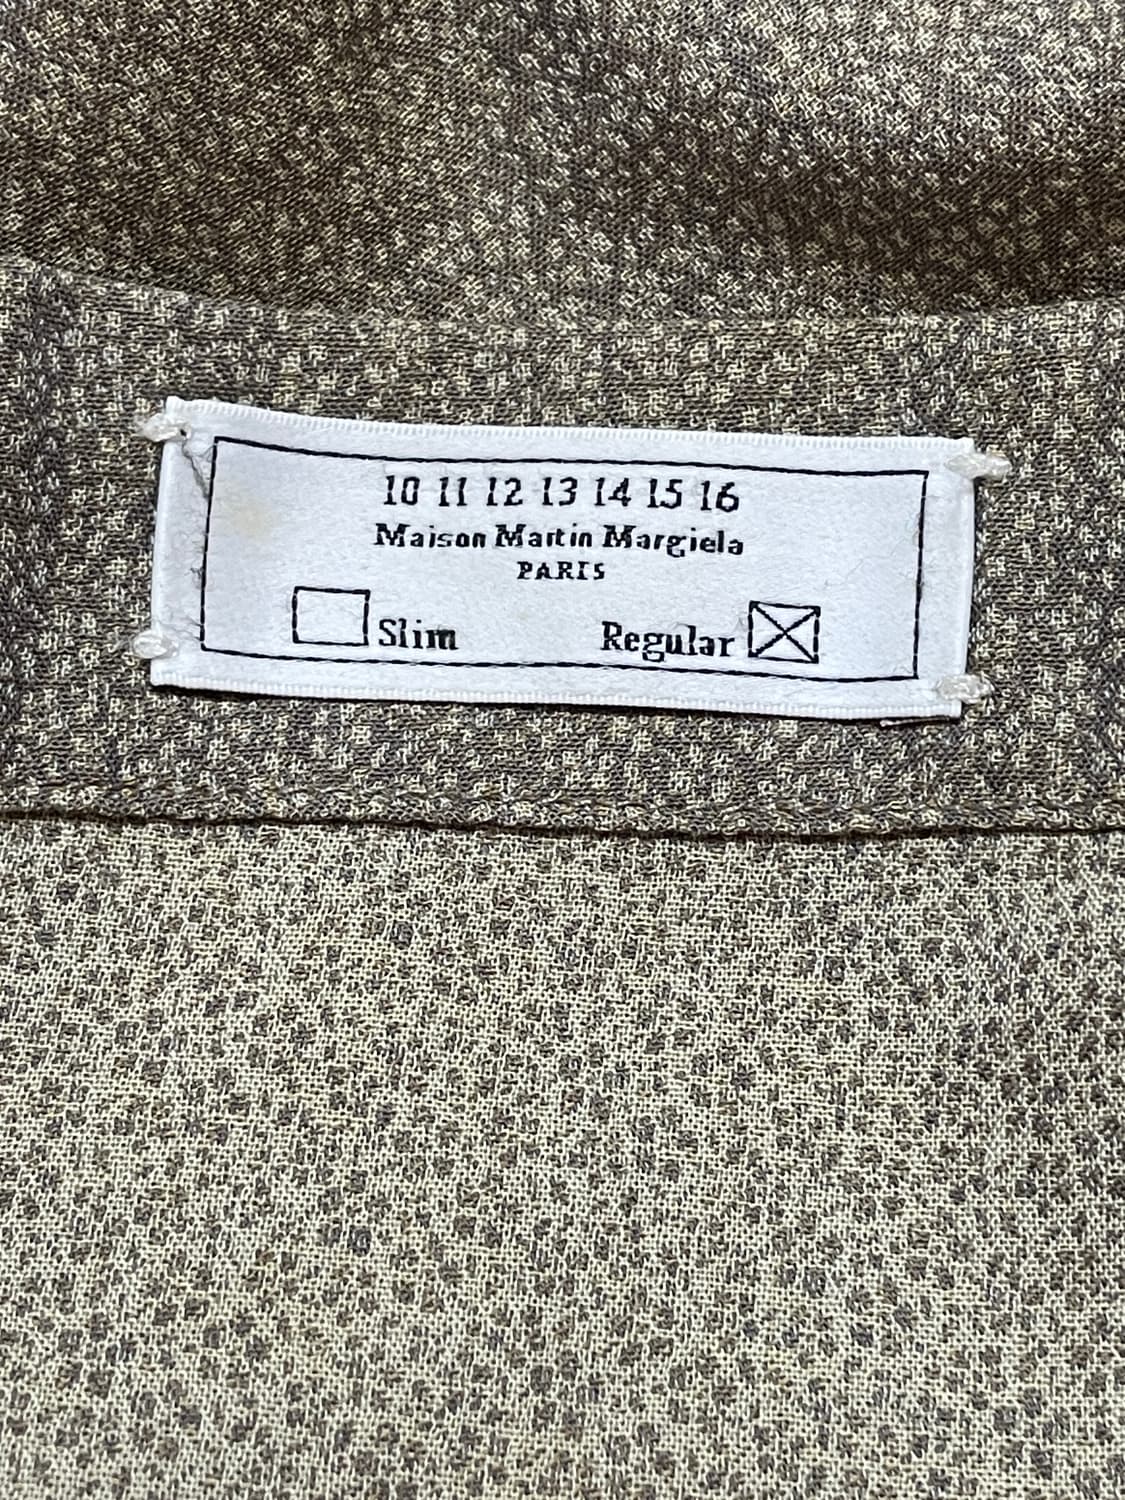 10 11 12 13 14 15 16
Maison Martin Margiela
PARIS
Slim Regular